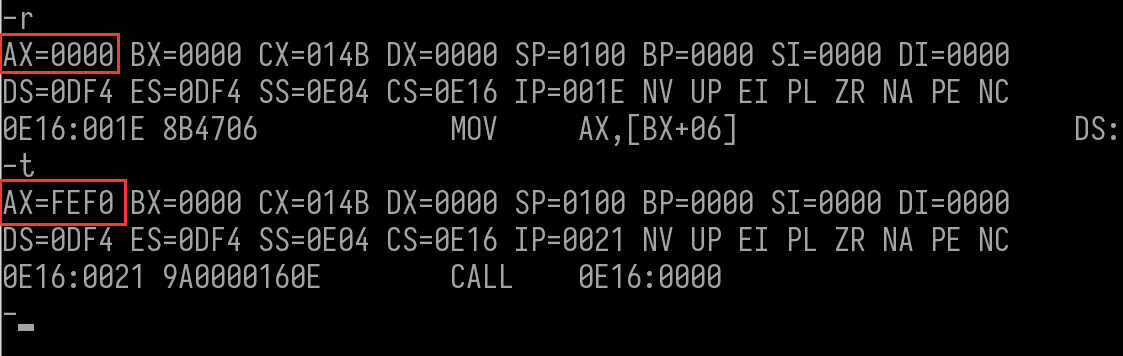 -r
AX=0000 BX=0000 CX=014B DX=0000 SP=0100 BP=0000 SI=0000 DI=0000
DS=0DF4 ES=0DF4 SS=0E04 CS=0E16 IP=001E NV UP EI PL ZR NA PE NC
0E16:001E 8B4706 MOV AX,[BX+06] DS:
-t
AX=FEF0 BX=0000 CX=014B DX=0000 SP=0100 BP=0000 SI=0000 DI=0000
DS=0DF4 ES=0DF4 SS=0E04 CS=0E16 IP=0021 NV UP EI PL ZR NA PE NC
0E16:0021 9A0000160E CALL 0E16:0000
-_